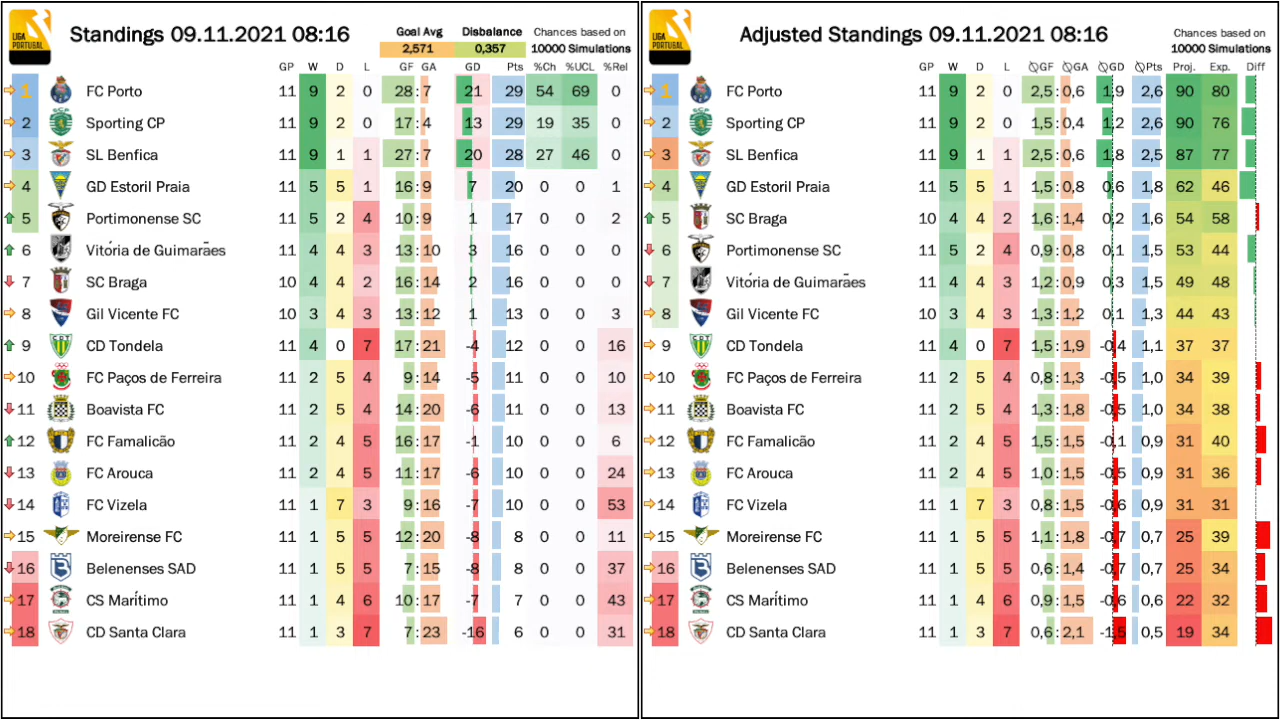 LIGA PORTUGAL
Standings 09.11.2021 08:16
Goal Avg Disbalance Chances based on
2,571 0,357 10000 Simulations
GP W D L GF GA GD Pts %Ch %UCL %Rel
1 FC Porto 11 9 2 0 28 : 7 21 29 54 69 0
2 Sporting CP 11 9 2 0 17 : 4 13 29 19 35 0
3 SL Benfica 11 9 1 1 27 : 7 20 28 27 46 0
4 GD Estoril Praia 11 5 5 1 16 : 9 7 20 0 0 1
5 Portimonense SC 11 5 2 4 10 : 9 1 17 0 0 2
6 Vitória de Guimarães 11 4 4 3 13 : 10 3 16 0 0 0
7 SC Braga 10 4 4 2 16 : 14 2 16 0 0 0
8 Gil Vicente FC 10 3 4 3 13 : 12 1 13 0 0 3
9 CD Tondela 11 4 0 7 17 : 21 -4 12 0 0 16
10 FC Paços de Ferreira 11 2 5 4 9 : 14 -5 11 0 0 10
11 Boavista FC 11 2 5 4 14 : 20 -6 11 0 0 13
12 FC Famalicão 11 2 4 5 16 : 17 -1 10 0 0 6
13 FC Arouca 11 2 4 5 11 : 17 -6 10 0 0 24
14 FC Vizela 11 1 7 3 9 : 16 -7 10 0 0 53
15 Moreirense FC 11 1 5 5 12 : 20 -8 8 0 0 11
16 Belenenses SAD 11 1 5 5 7 : 15 -8 8 0 0 37
17 CS Marítimo 11 1 4 6 10 : 17 -7 7 0 0 43
18 CD Santa Clara 11 1 3 7 7 : 23 -16 6 0 0 31
LIGA PORTUGAL
Adjusted Standings 09.11.2021 08:16
Chances based on
10000 Simulations
GP W D L ∅GF ∅GA ∅GD ∅Pts Proj. Exp. Diff
1 FC Porto 11 9 2 0 2,5 : 0,6 1,9 2,6 90 80
2 Sporting CP 11 9 2 0 1,5 : 0,4 1,2 2,6 90 76
3 SL Benfica 11 9 1 1 2,5 : 0,6 1,8 2,5 87 77
4 GD Estoril Praia 11 5 5 1 1,5 : 0,8 0,6 1,8 62 46
5 SC Braga 10 4 4 2 1,6 : 1,4 0,2 1,6 54 58
6 Portimonense SC 11 5 2 4 0,9 : 0,8 0,1 1,5 53 44
7 Vitória de Guimarães 11 4 4 3 1,2 : 0,9 0,3 1,5 49 48
8 Gil Vicente FC 10 3 4 3 1,3 : 1,2 0,1 1,3 44 43
9 CD Tondela 11 4 0 7 1,5 : 1,9 -0,4 1,1 37 37
10 FC Paços de Ferreira 11 2 5 4 0,8 : 1,3 -0,5 1,0 34 39
11 Boavista FC 11 2 5 4 1,3 : 1,8 -0,5 1,0 34 38
12 FC Famalicão 11 2 4 5 1,5 : 1,5 -0,1 0,9 31 40
13 FC Arouca 11 2 4 5 1,0 : 1,5 -0,5 0,9 31 36
14 FC Vizela 11 1 7 3 0,8 : 1,5 -0,6 0,9 31 31
15 Moreirense FC 11 1 5 5 1,1 : 1,8 -0,7 0,7 25 39
16 Belenenses SAD 11 1 5 5 0,6 : 1,4 -0,7 0,7 25 34
17 CS Marítimo 11 1 4 6 0,9 : 1,5 -0,6 0,6 22 32
18 CD Santa Clara 11 1 3 7 0,6 : 2,1 -1,5 0,5 19 34